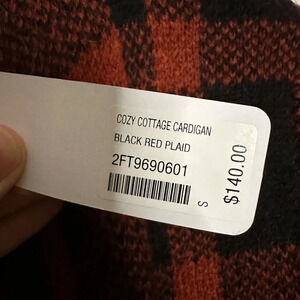 COZY COTTAGE CARDIGAN
BLACK RED PLAID
2FT9690601
S
$140.00